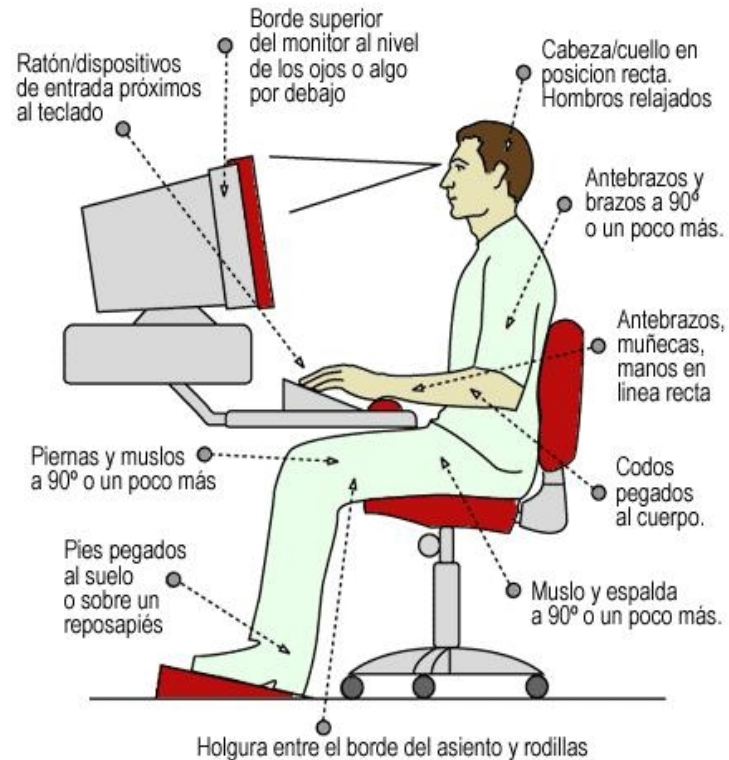 Borde superior
del monitor al nivel
de los ojos o algo
por debajo
Ratón/dispositivos
de entrada próximos
al teclado
Cabeza/cuello en
posicion recta.
Hombros relajados
Antebrazos y
brazos a 90º
o un poco más.
Antebrazos,
muñecas,
manos en
linea recta
Codos
pegados
al cuerpo.
Muslo y espalda
a 90º o un poco más.
Piernas y muslos
a 90º o un poco más
Pies pegados
al suelo
o sobre un
reposapiés
Holgura entre el borde del asiento y rodillas